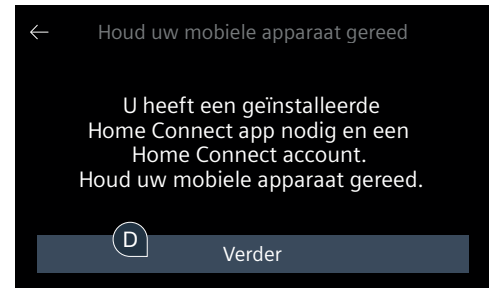 ← Houd uw mobiele apparaat gereed
U heeft een geïnstalleerde
Home Connect app nodig en een
Home Connect account.
Houd uw mobiele apparaat gereed.
D
Verder